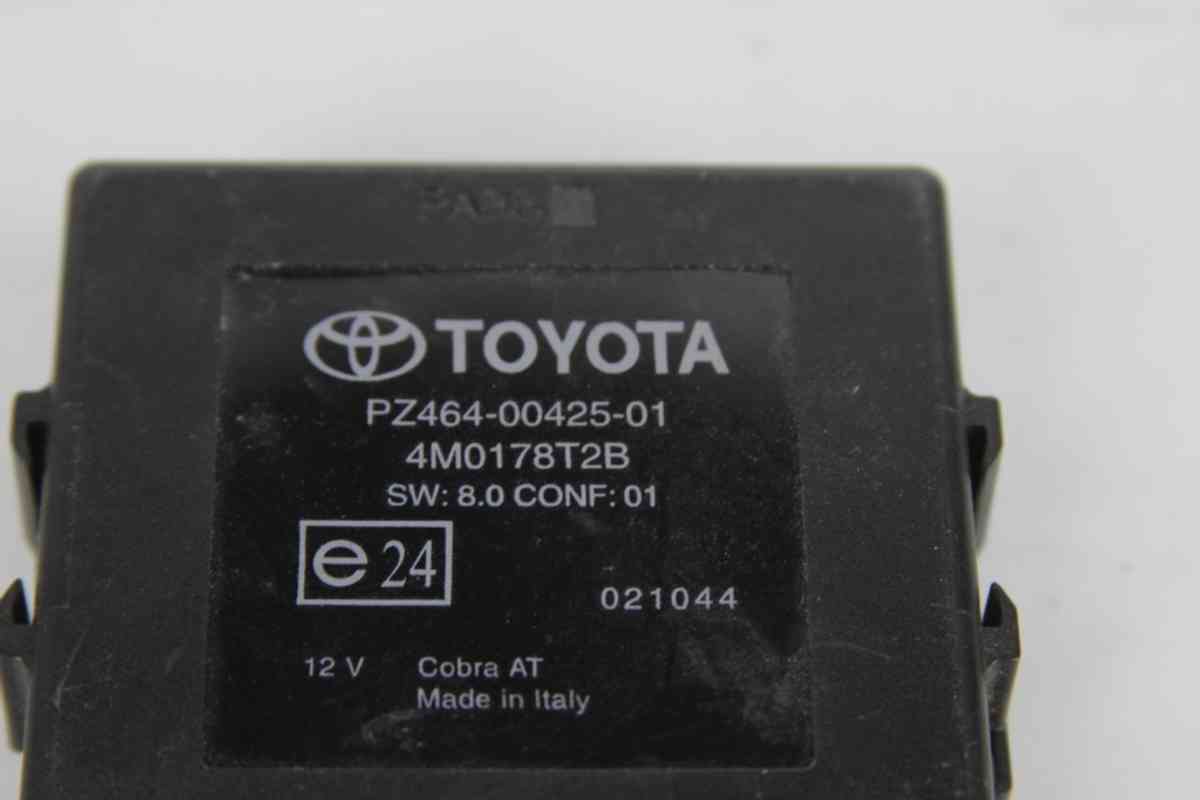 TOYOTA
PZ464-00425-01
4M0178T2B
SW: 8.0 CONF: 01
e 24
021044
12 V Cobra AT
Made in Italy